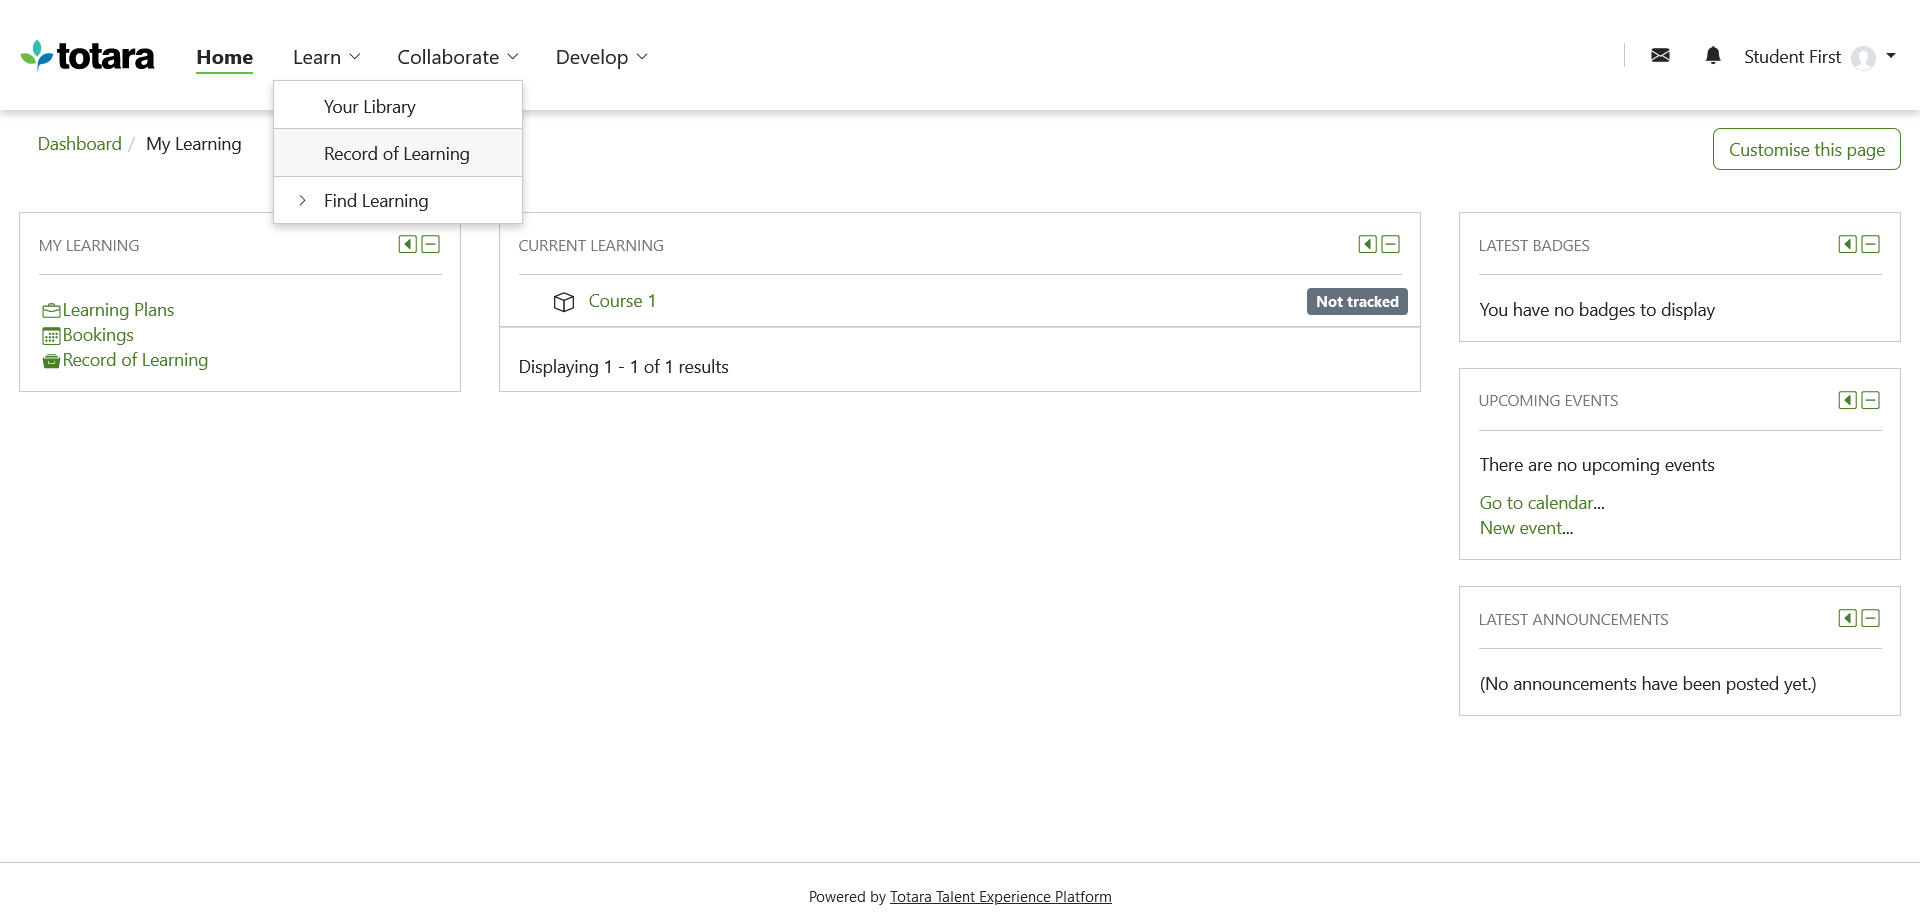 totara
Home
Learn
Collaborate
Develop
Student First
Your Library
Record of Learning
Find Learning
Dashboard / My Learning
Customise this page
MY LEARNING
Learning Plans
Bookings
Record of Learning
CURRENT LEARNING
Course 1
Not tracked
Displaying 1 - 1 of 1 results
LATEST BADGES
You have no badges to display
UPCOMING EVENTS
There are no upcoming events
Go to calendar...
New event...
LATEST ANNOUNCEMENTS
(No announcements have been posted yet.)
Powered by Totara Talent Experience Platform